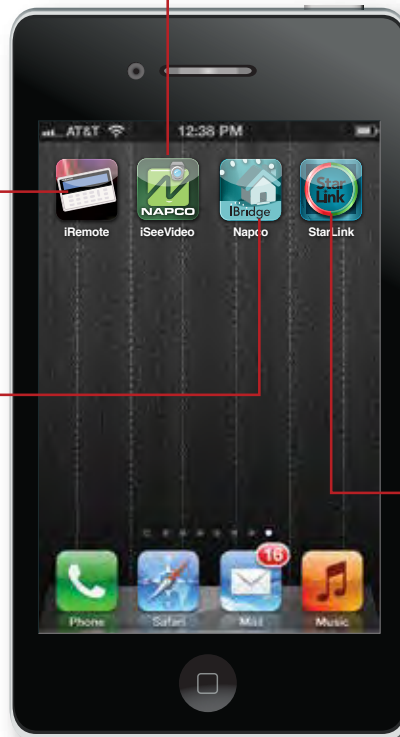 AT&T 12:38 PM
NAPCO
IBridge
Star
Link
iRemote iSeeVideo Napco StarLink
16
Phone Safari Mail Music